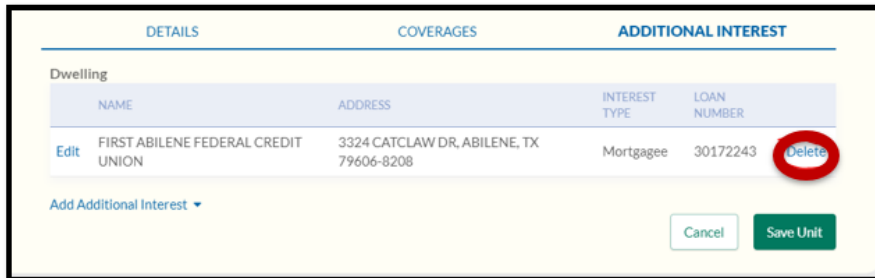 DETAILS COVERAGES ADDITIONAL INTEREST
Dwelling
NAME ADDRESS INTEREST TYPE LOAN NUMBER
Edit FIRST ABILENE FEDERAL CREDIT UNION 3324 CATCLAW DR, ABILENE, TX 79606-8208 Mortgagee 30172243 Delete
Add Additional Interest
Cancel Save Unit